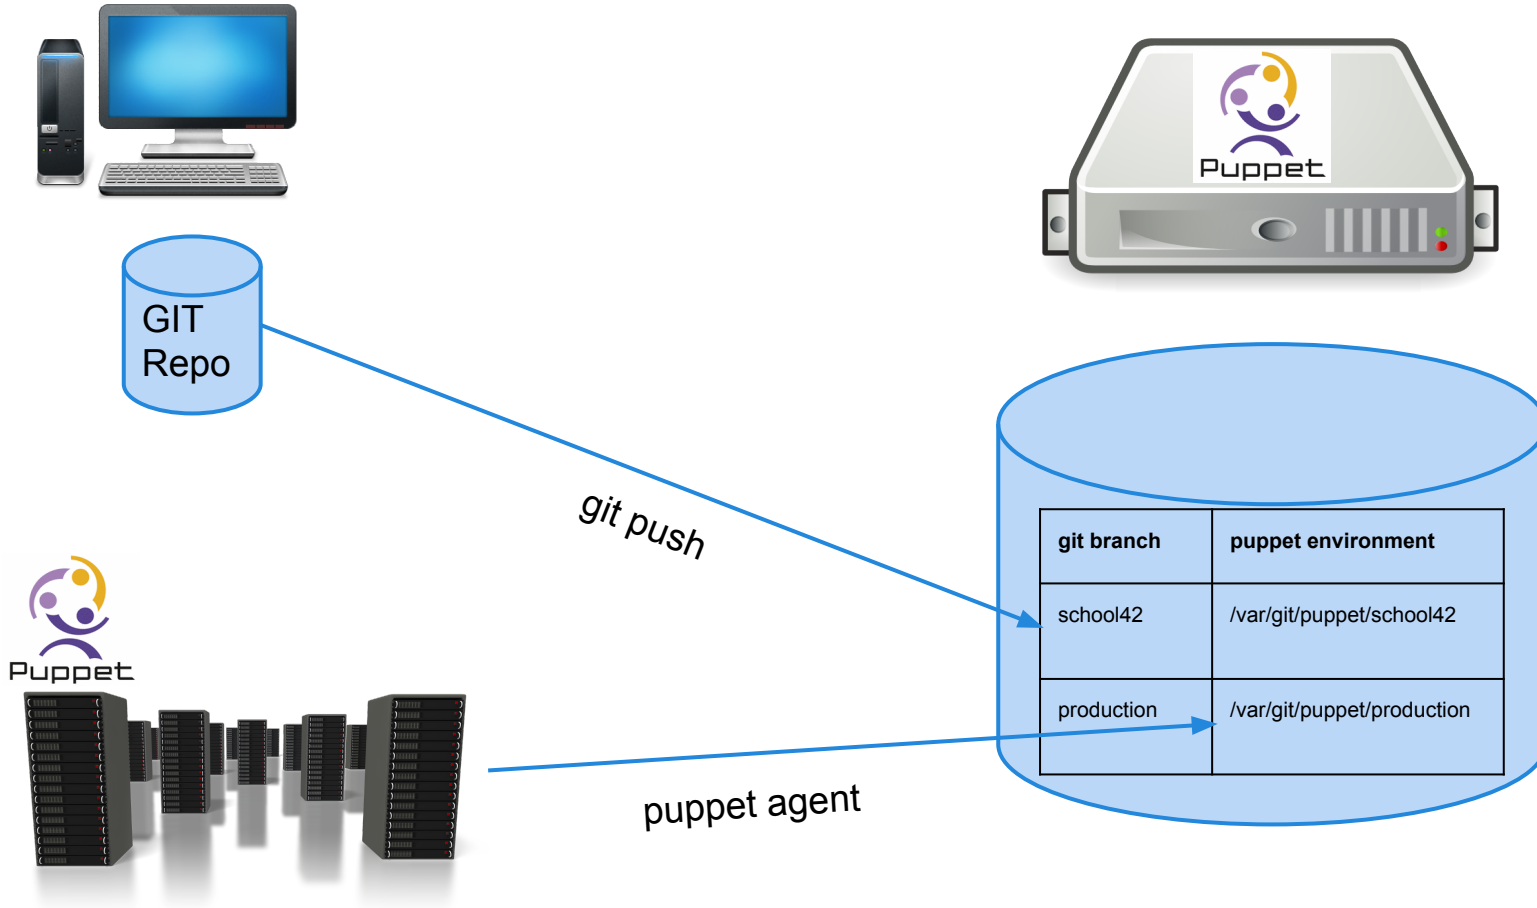 Puppet
GIT
Repo
git push
git branch puppet environment
school42 /var/git/puppet/school42
production /var/git/puppet/production
Puppet
puppet agent